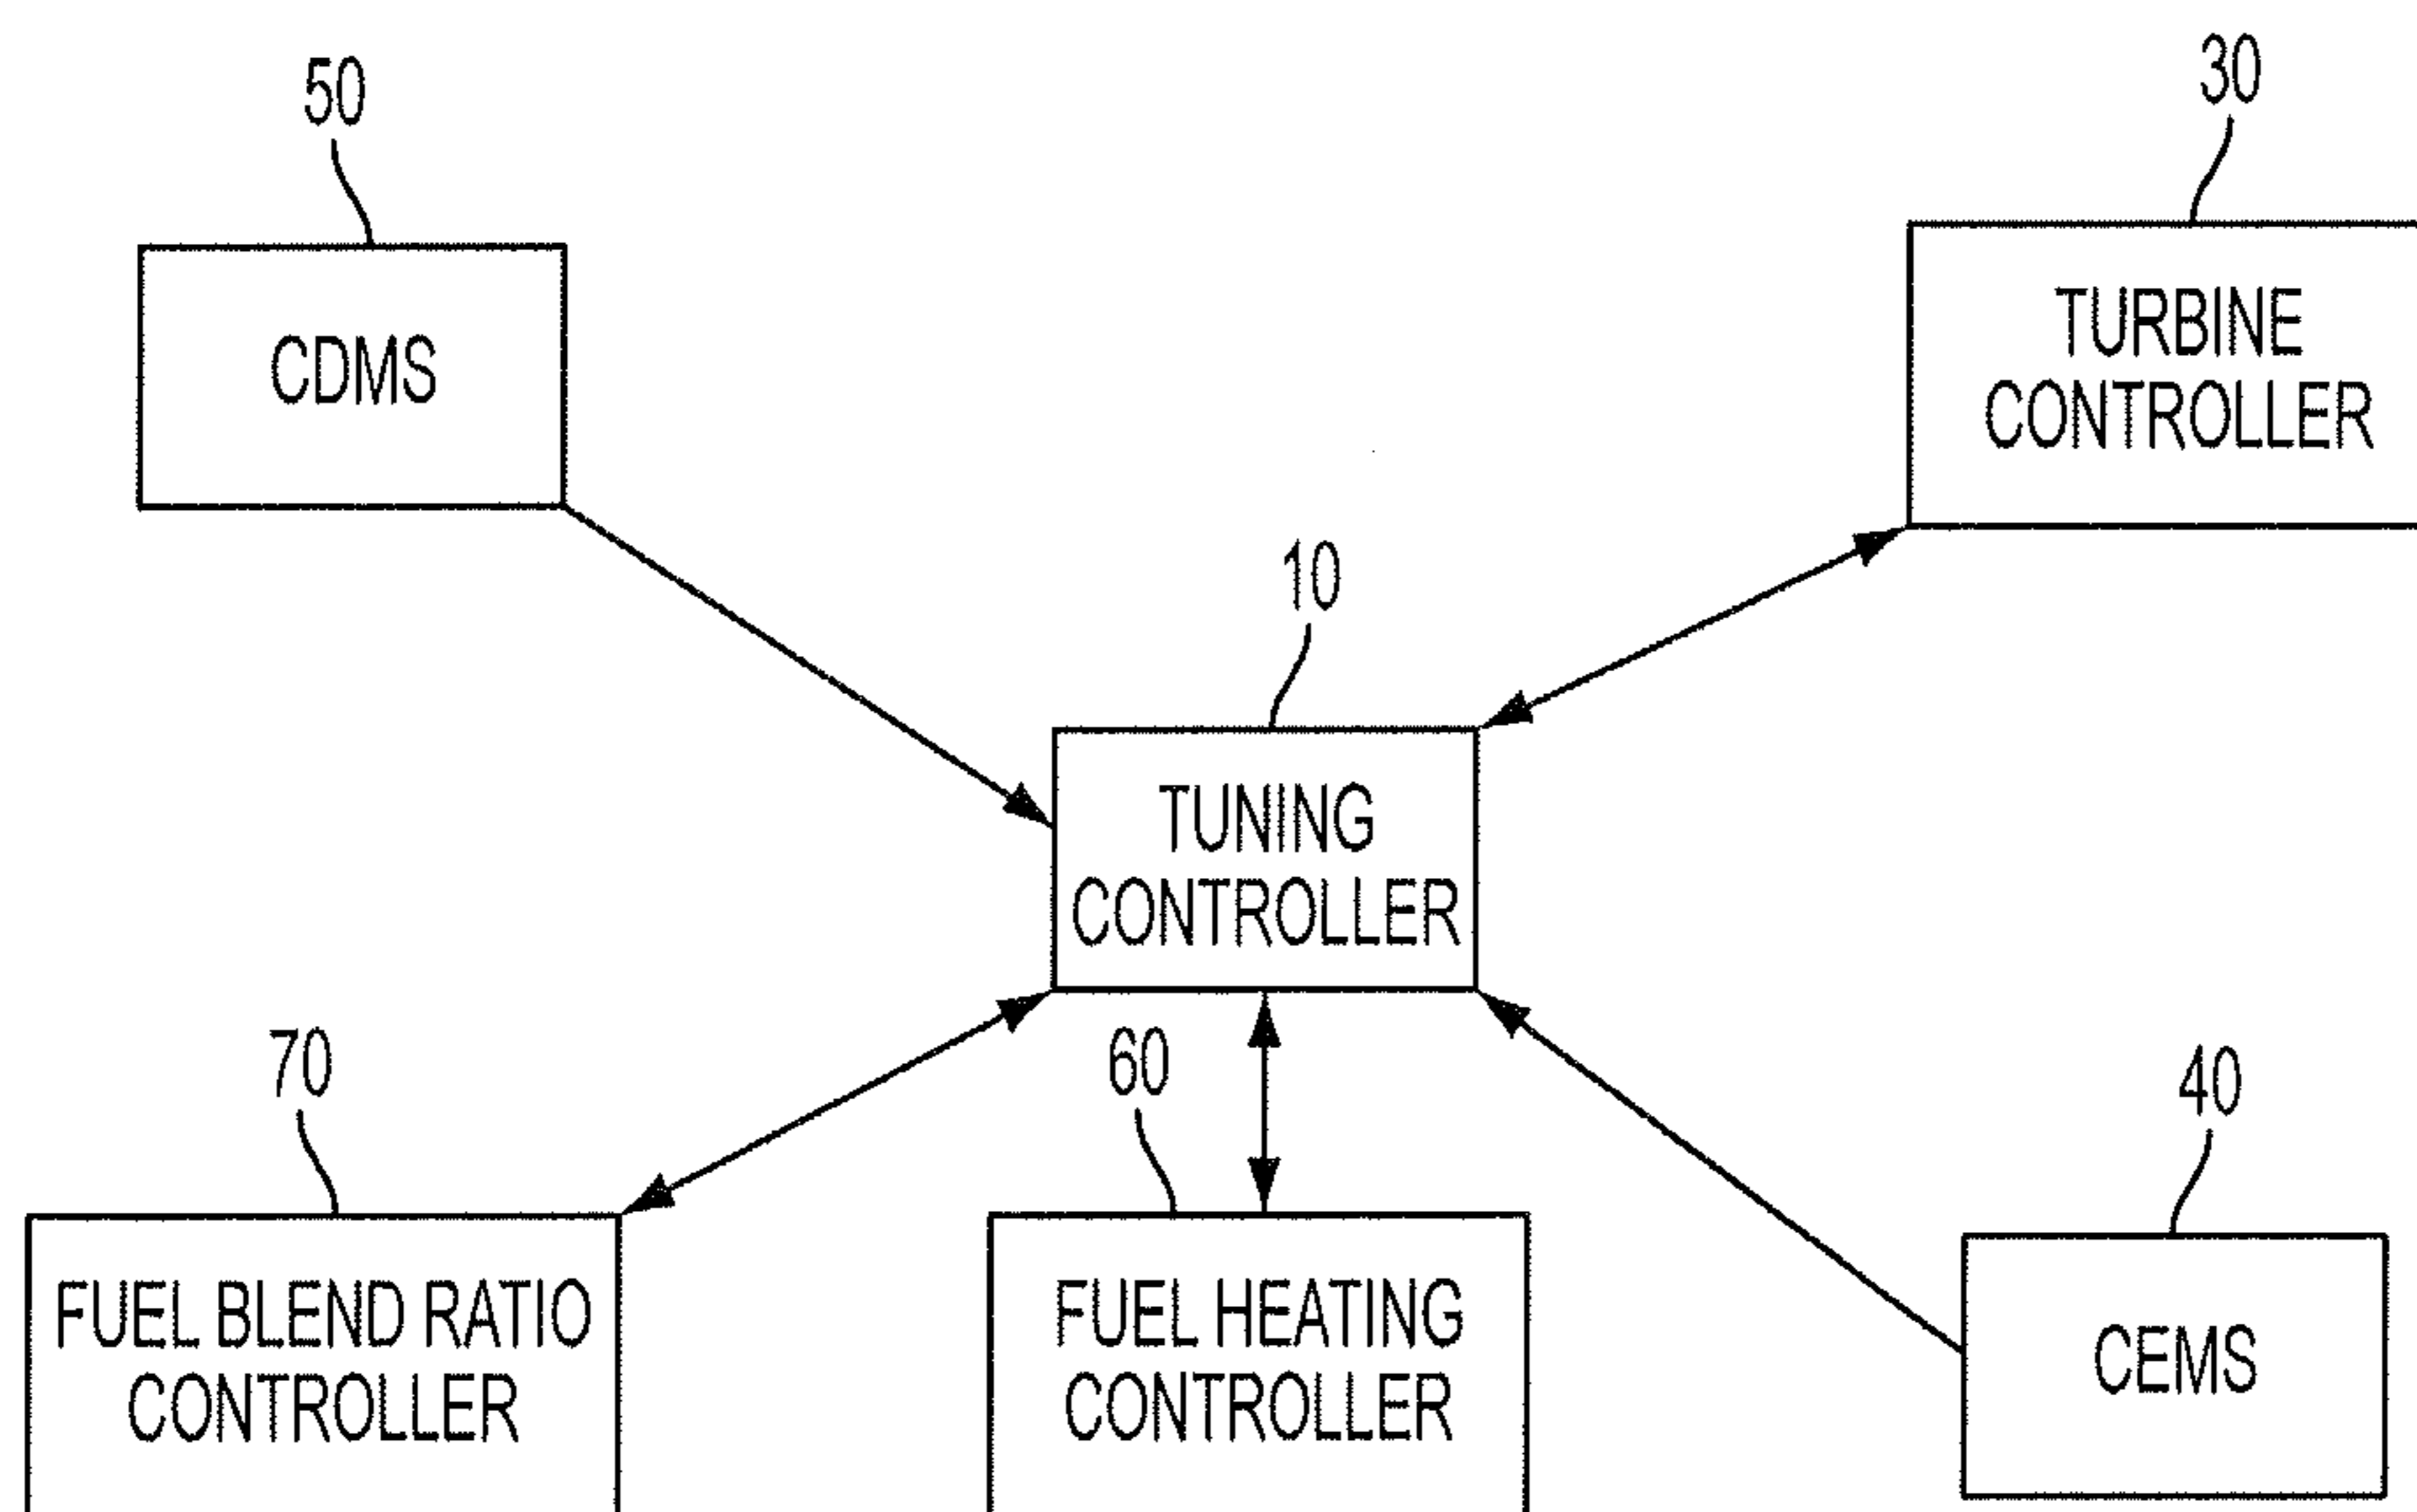 50
30
CDMS
TURBINE
CONTROLLER
10
TUNING
CONTROLLER
70
60
40
FUEL BLEND RATIO
CONTROLLER
FUEL HEATING
CONTROLLER
CEMS